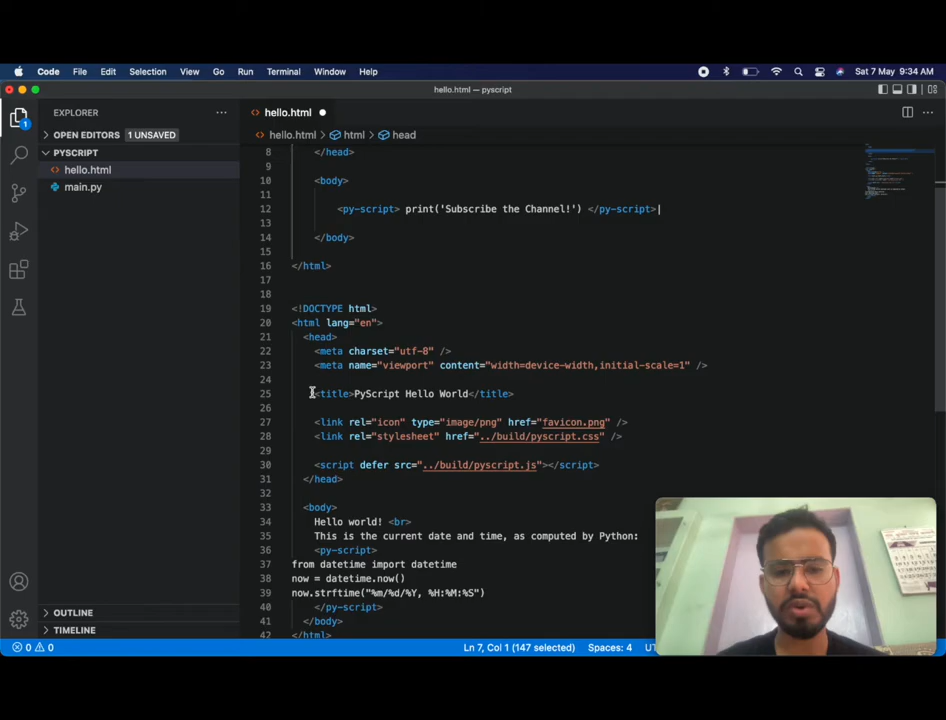 Code File Edit Selection View Go Run Terminal Window Help Sat 7 May 9:34 AM
hello.html — pyscript
EXPLORER
hello.html
OPEN EDITORS 1 UNSAVED
hello.html > html > head
PYSCRIPT
hello.html
main.py
1
8 </head>
9
10 <body>
11
12 <py-script> print('Subscribe the Channel!') </py-script>
13
14 </body>
15
16 </html>
17
18
19 <!DOCTYPE html>
20 <html lang="en">
21 <head>
22 <meta charset="utf-8" />
23 <meta name="viewport" content="width=device-width,initial-scale=1" />
24
25 <title>PyScript Hello World</title>
26
27 <link rel="icon" type="image/png" href="favicon.png" />
28 <link rel="stylesheet" href="../build/pyscript.css" />
29
30 <script defer src="../build/pyscript.js"></script>
31 </head>
32
33 <body>
34 Hello world! <br>
35 This is the current date and time, as computed by Python:
36 <py-script>
37 from datetime import datetime
38 now = datetime.now()
39 now.strftime("%m/%d/%Y, %H:%M:%S")
40 </py-script>
41 </body>
42 </html>
OUTLINE
TIMELINE
0 0
Ln 7, Col 1 (147 selected) Spaces: 4